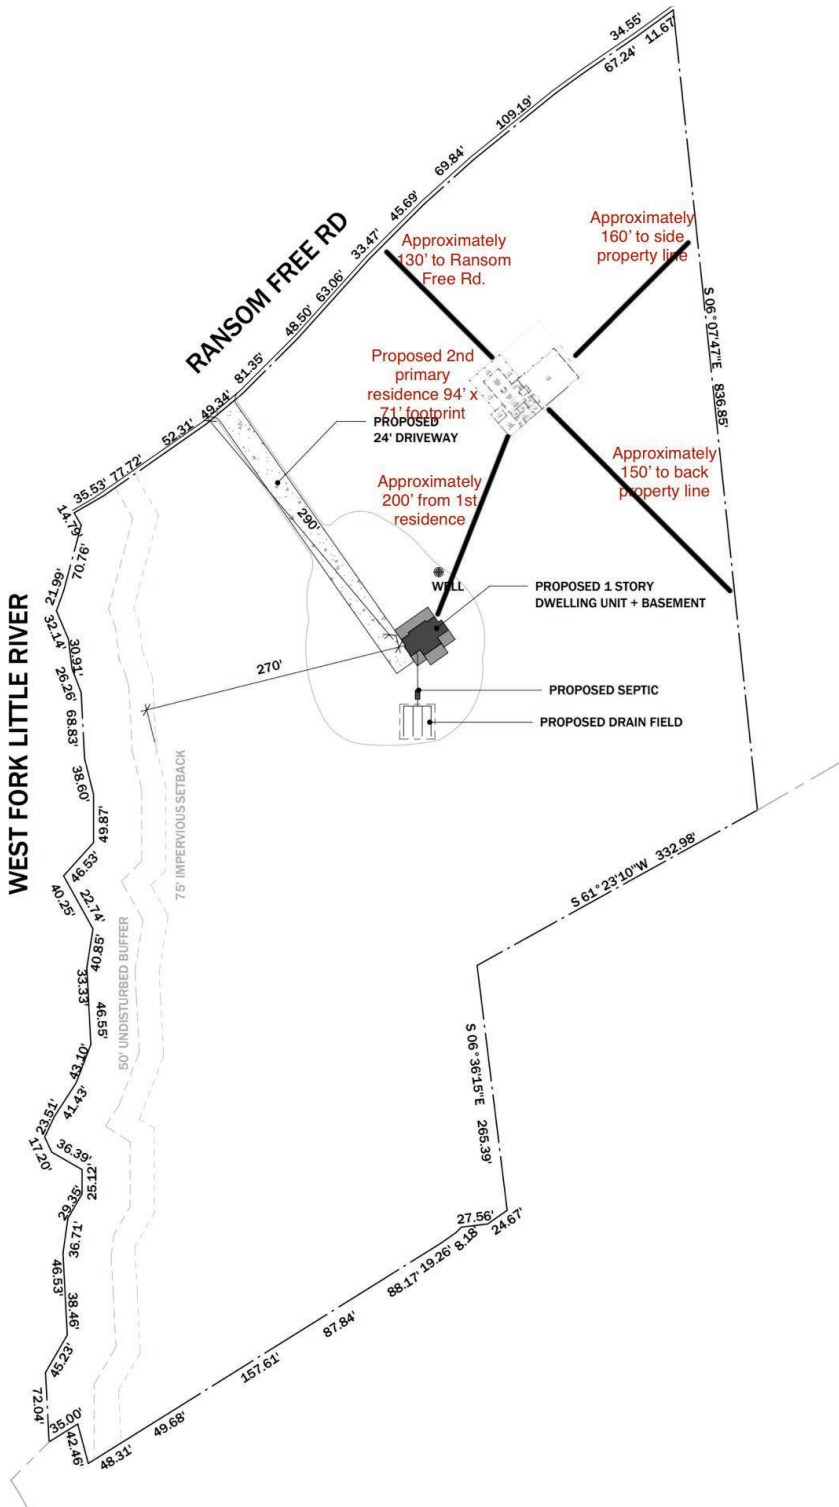 34.55'
11.67'
67.24'
109.19'
69.84'
45.69'
33.47'
63.06'
48.50'
81.35'
49.34'
52.31'
77.72'
35.53'
14.79'
RANSOM FREE RD
Approximately
130' to Ransom
Free Rd.
Approximately
160' to side
property line
S 06°07'47"E 836.85'
Proposed 2nd
primary
residence 94' x
71' footprint
PROPOSED
24' DRIVEWAY
Approximately
200' from 1st
residence
Approximately
150' to back
property line
290'
WELL
PROPOSED 1 STORY
DWELLING UNIT + BASEMENT
270'
PROPOSED SEPTIC
PROPOSED DRAIN FIELD
WEST FORK LITTLE RIVER
70.76'
21.99'
32.14'
30.91'
26.26'
68.83'
38.60'
49.87'
46.53'
40.25'
22.74'
40.85'
33.33'
46.55'
43.10'
41.43'
23.51'
17.20'
36.39'
25.12'
29.35'
36.71'
46.53'
38.46'
45.23'
72.04'
35.00'
42.46'
75' IMPERVIOUS SETBACK
50' UNDISTURBED BUFFER
S 61°23'10"W 332.98'
S 06°36'15"E 265.39'
27.56'
24.67'
8.18'
19.26'
88.17'
87.84'
157.61'
49.68'
48.31'